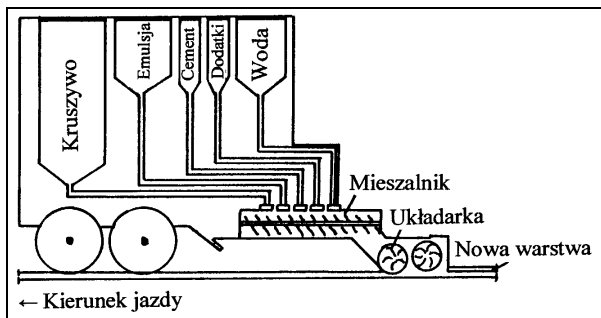 Kruszywo
Emulsja
Cement
Dodatki
Woda
Mieszalnik
Układarka
Nowa warstwa
← Kierunek jazdy